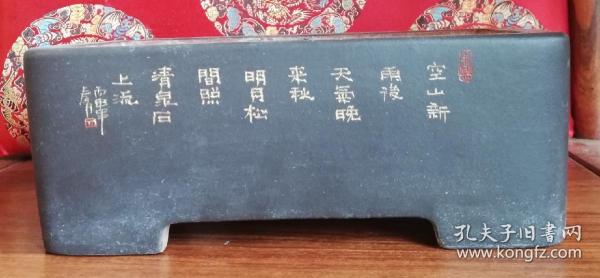 空山新
雨後
天氣晚
來秋
明月松
間照
清泉石
上流
孔夫子旧书网
www.kongfz.com